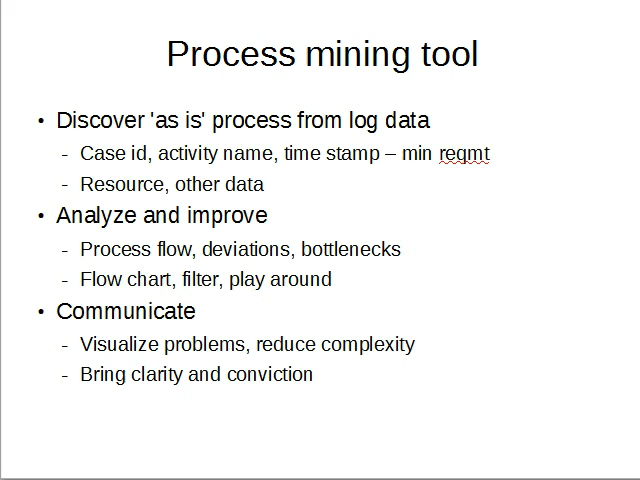 Process mining tool
• Discover 'as is' process from log data
- Case id, activity name, time stamp – min reqmt
- Resource, other data
• Analyze and improve
- Process flow, deviations, bottlenecks
- Flow chart, filter, play around
• Communicate
- Visualize problems, reduce complexity
- Bring clarity and conviction